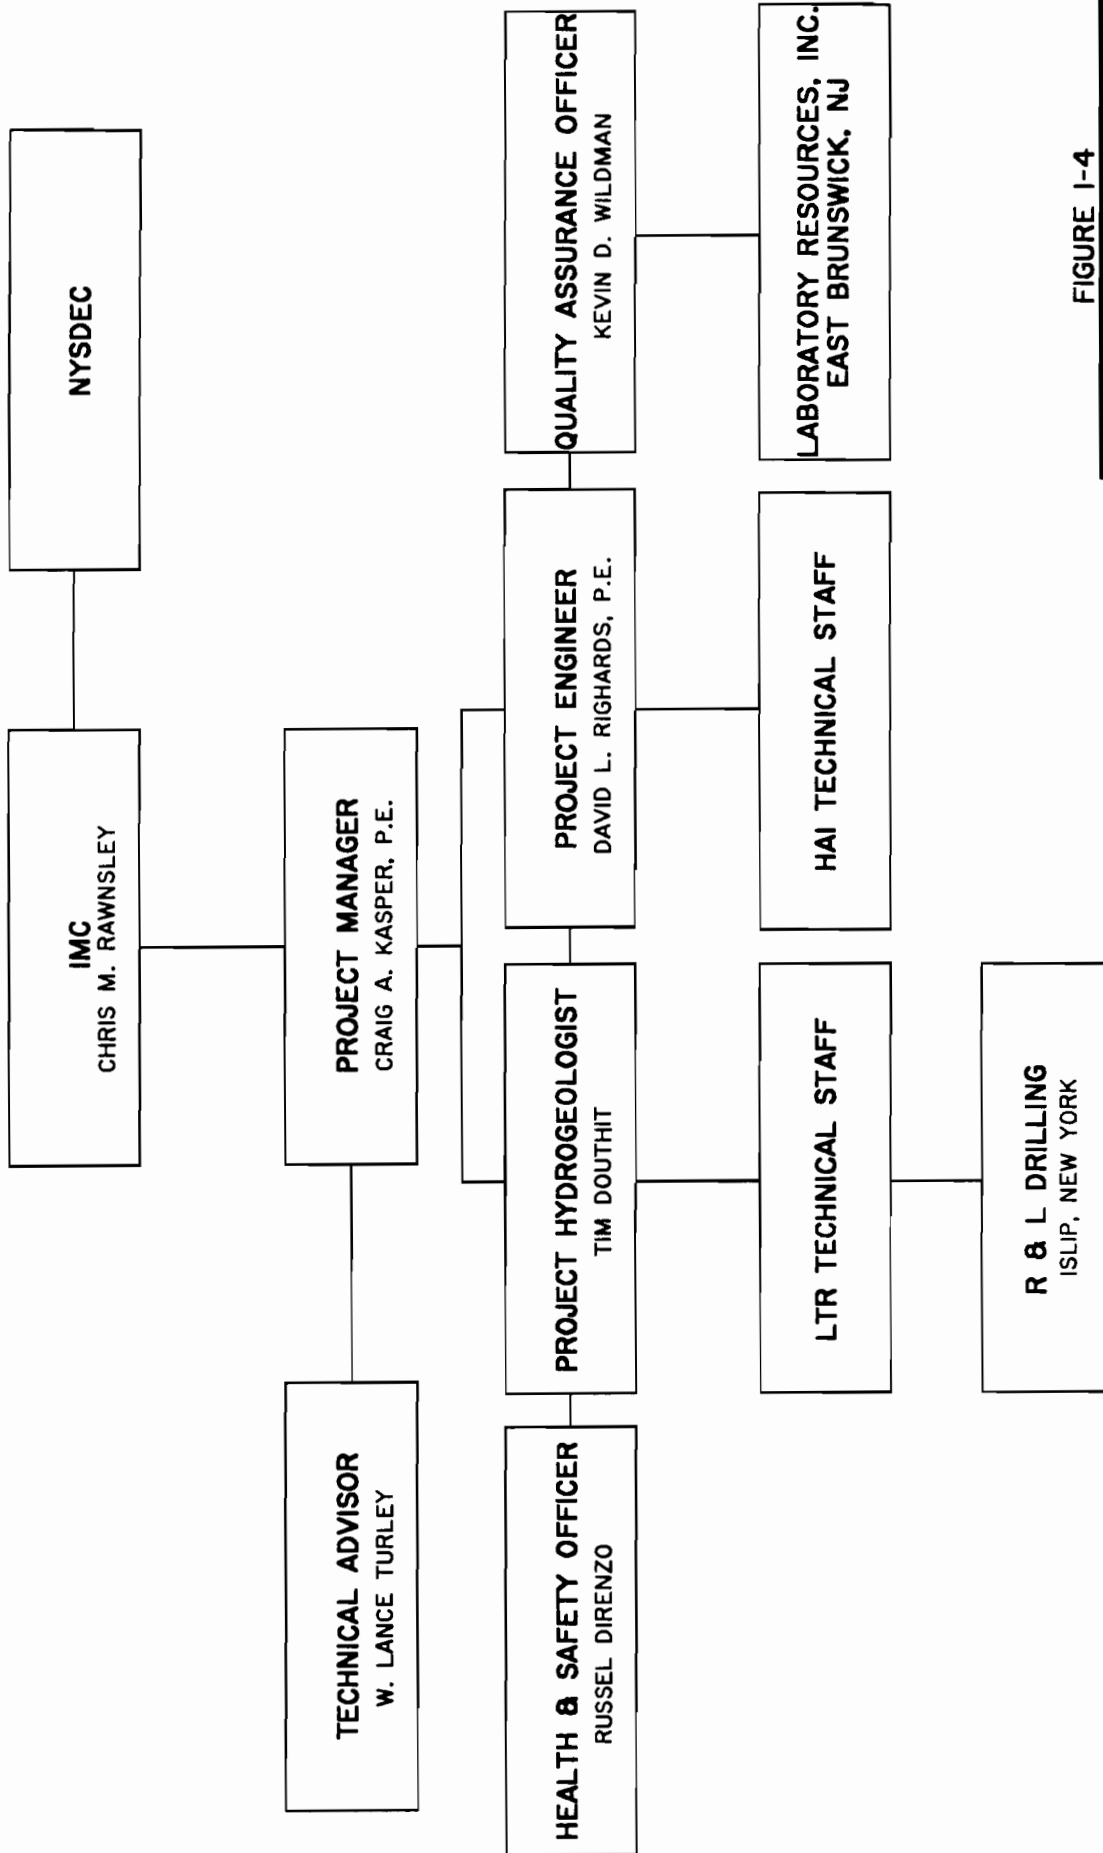 IMC
CHRIS M. RAWNSLEY
NYSDEC
TECHNICAL ADVISOR
W. LANCE TURLEY
PROJECT MANAGER
CRAIG A. KASPER, P.E.
HEALTH & SAFETY OFFICER
RUSSEL DIRENZO
PROJECT HYDROGEOLOGIST
TIM DOUTHIT
PROJECT ENGINEER
DAVID L. RIGHARDS, P.E.
QUALITY ASSURANCE OFFICER
KEVIN D. WILDMAN
LTR TECHNICAL STAFF
HAI TECHNICAL STAFF
LABORATORY RESOURCES, INC.
EAST BRUNSWICK, NJ
R & L DRILLING
ISLIP, NEW YORK
FIGURE 1-4